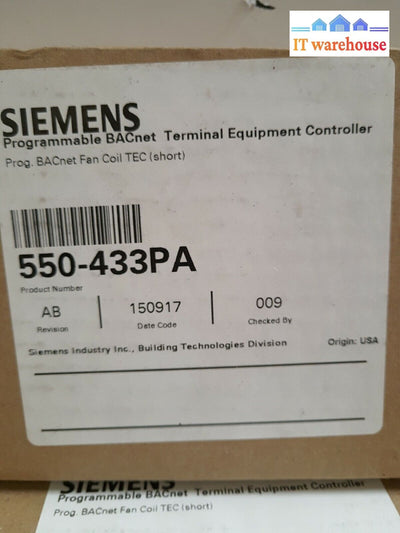 IT warehouse
SIEMENS
Programmable BACnet Terminal Equipment Controller
Prog. BACnet Fan Coil TEC (short)
550-433PA
Product Number
AB 150917 009
Revision Date Code Checked By
Siemens Industry Inc., Building Technologies Division Origin: USA
SIEMENS
Programmable BACnet Terminal Equipment Controller
Prog. BACnet Fan Coil TEC (short)